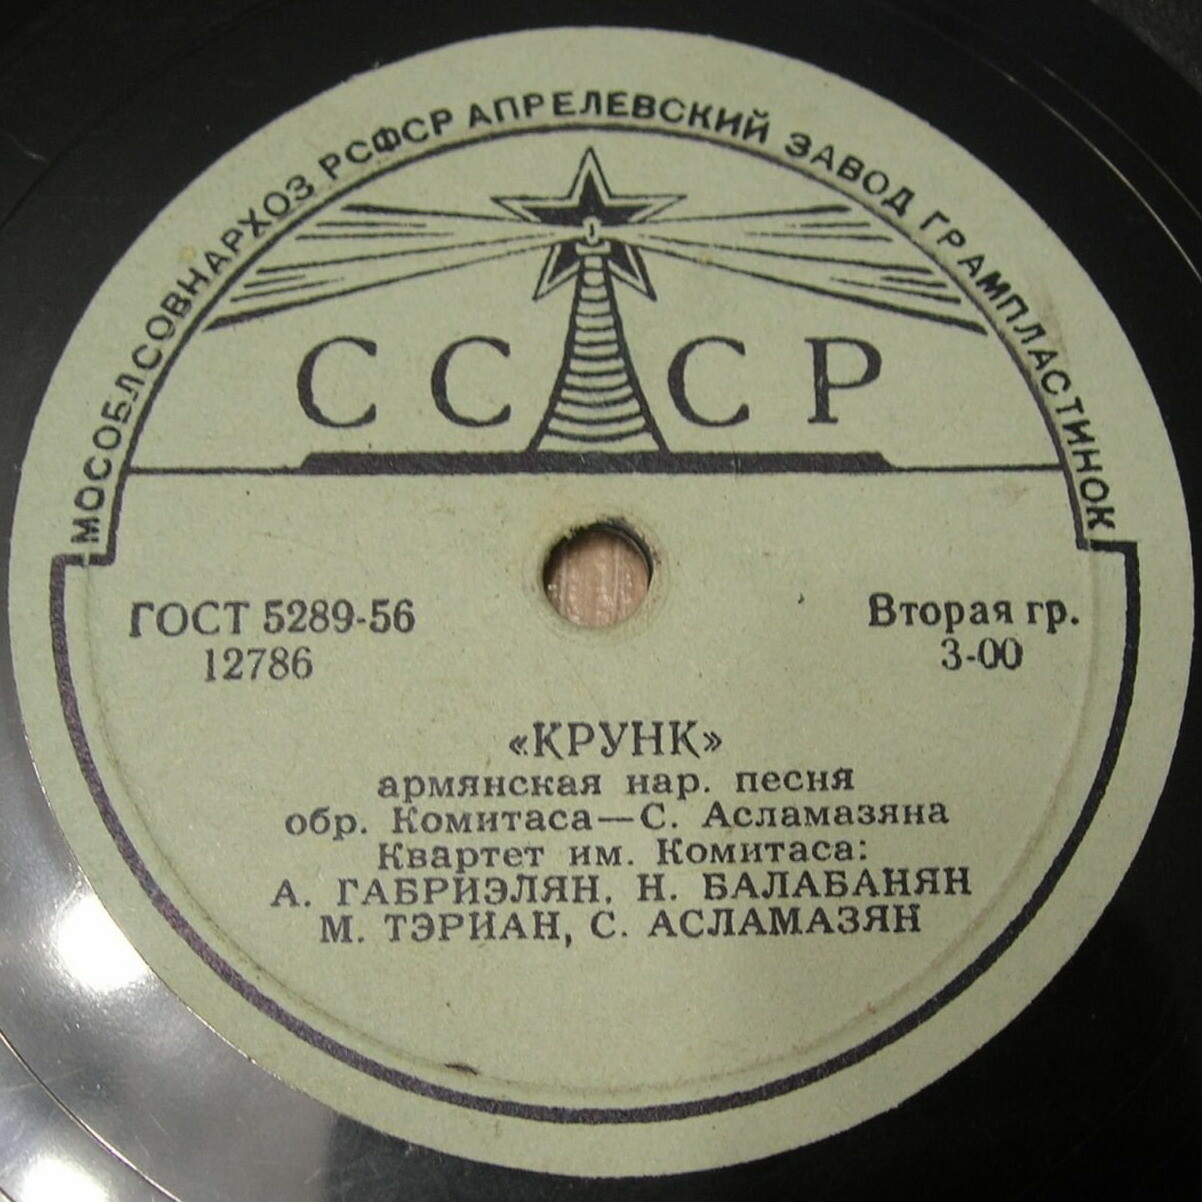 МОСОБЛСОВНАРХОЗ РСФСР АПРЕЛЕВСКИЙ ЗАВОД ГРАМПЛАСТИНОК
СССР
ГОСТ 5289-56
12786
Вторая гр.
3-00
«КРУНК»
армянская нар. песня
обр. Комитаса—С. Асламазяна
Квартет им. Комитаса:
А. ГАБРИЭЛЯН, Н. БАЛАБАНЯН
М. ТЭРИАН, С. АСЛАМАЗЯН